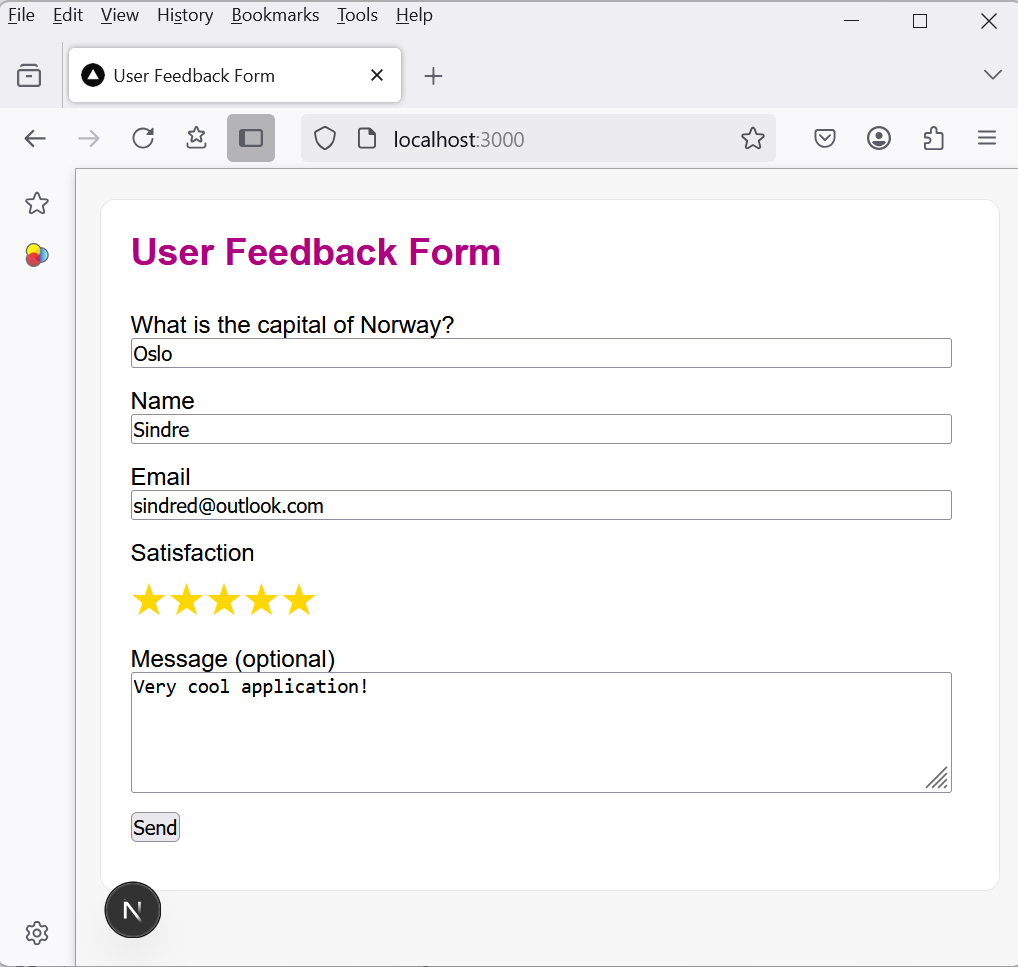 File Edit View History Bookmarks Tools Help
User Feedback Form
localhost:3000
User Feedback Form
What is the capital of Norway?
Oslo
Name
Sindre
Email
sindred@outlook.com
Satisfaction
Message (optional)
Very cool application!
Send
N